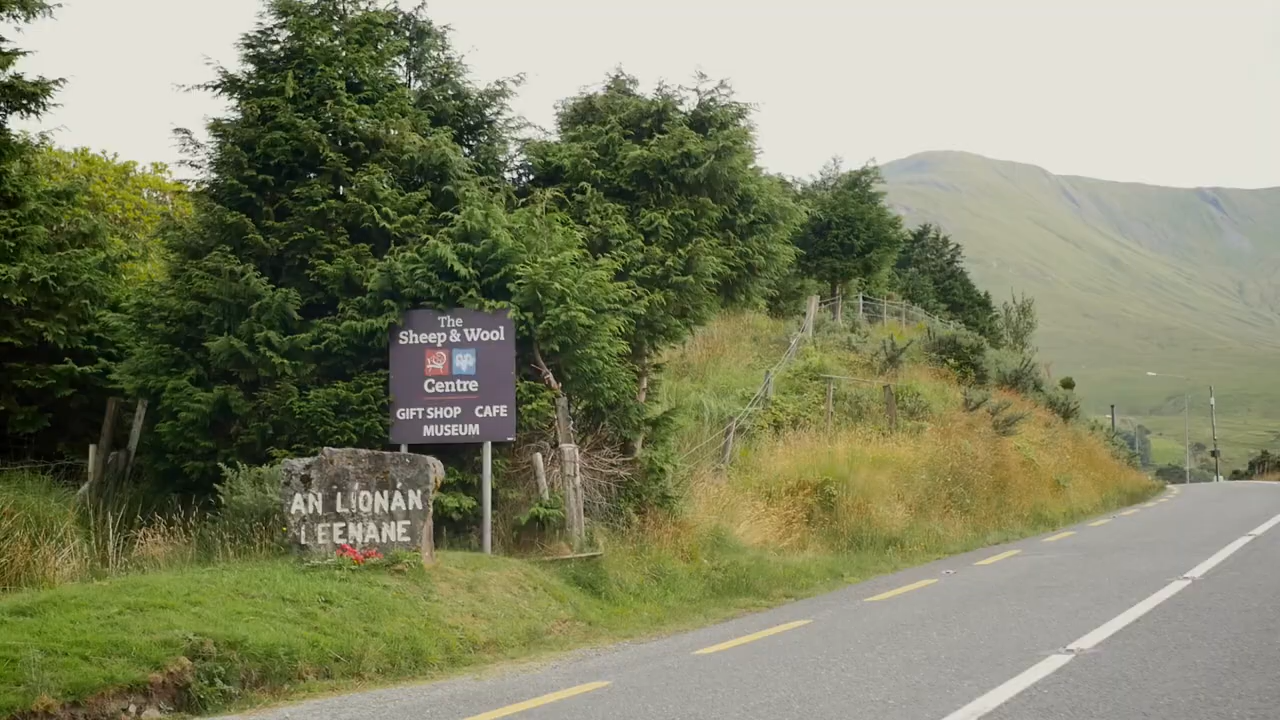 The
Sheep & Wool
Centre
GIFT SHOP CAFE
MUSEUM
AN LÍONÁN
LEENANE